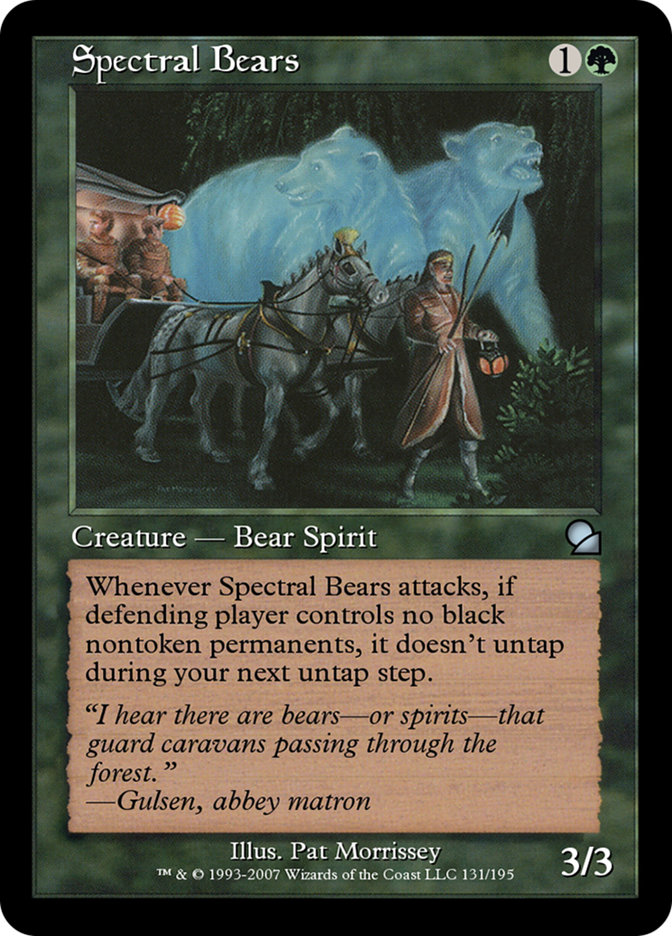 Spectral Bears 1
Creature — Bear Spirit
Whenever Spectral Bears attacks, if
defending player controls no black
nontoken permanents, it doesn't untap
during your next untap step.
“I hear there are bears—or spirits—that
guard caravans passing through the
forest.”
—Gulsen, abbey matron
Illus. Pat Morrissey
™ & © 1993-2007 Wizards of the Coast LLC 131/195
3/3